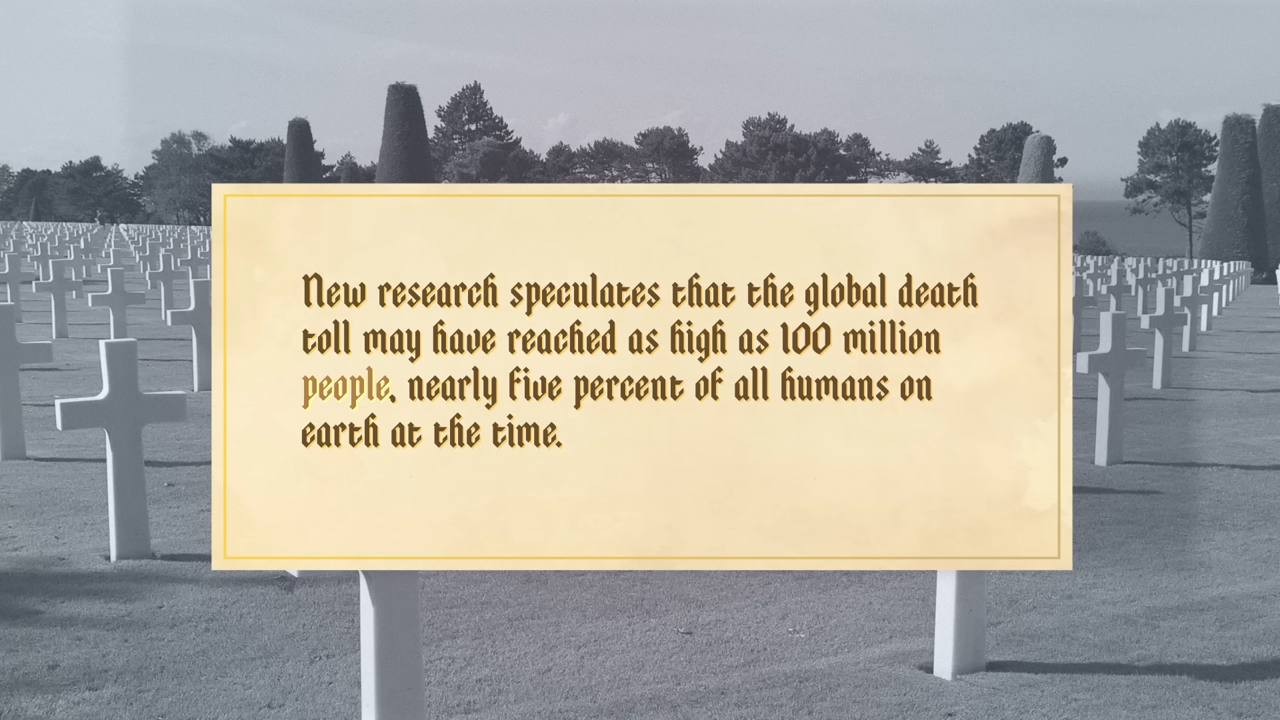 New research speculates that the global death
toll may have reached as high as 100 million
people, nearly five percent of all humans on
earth at the time.